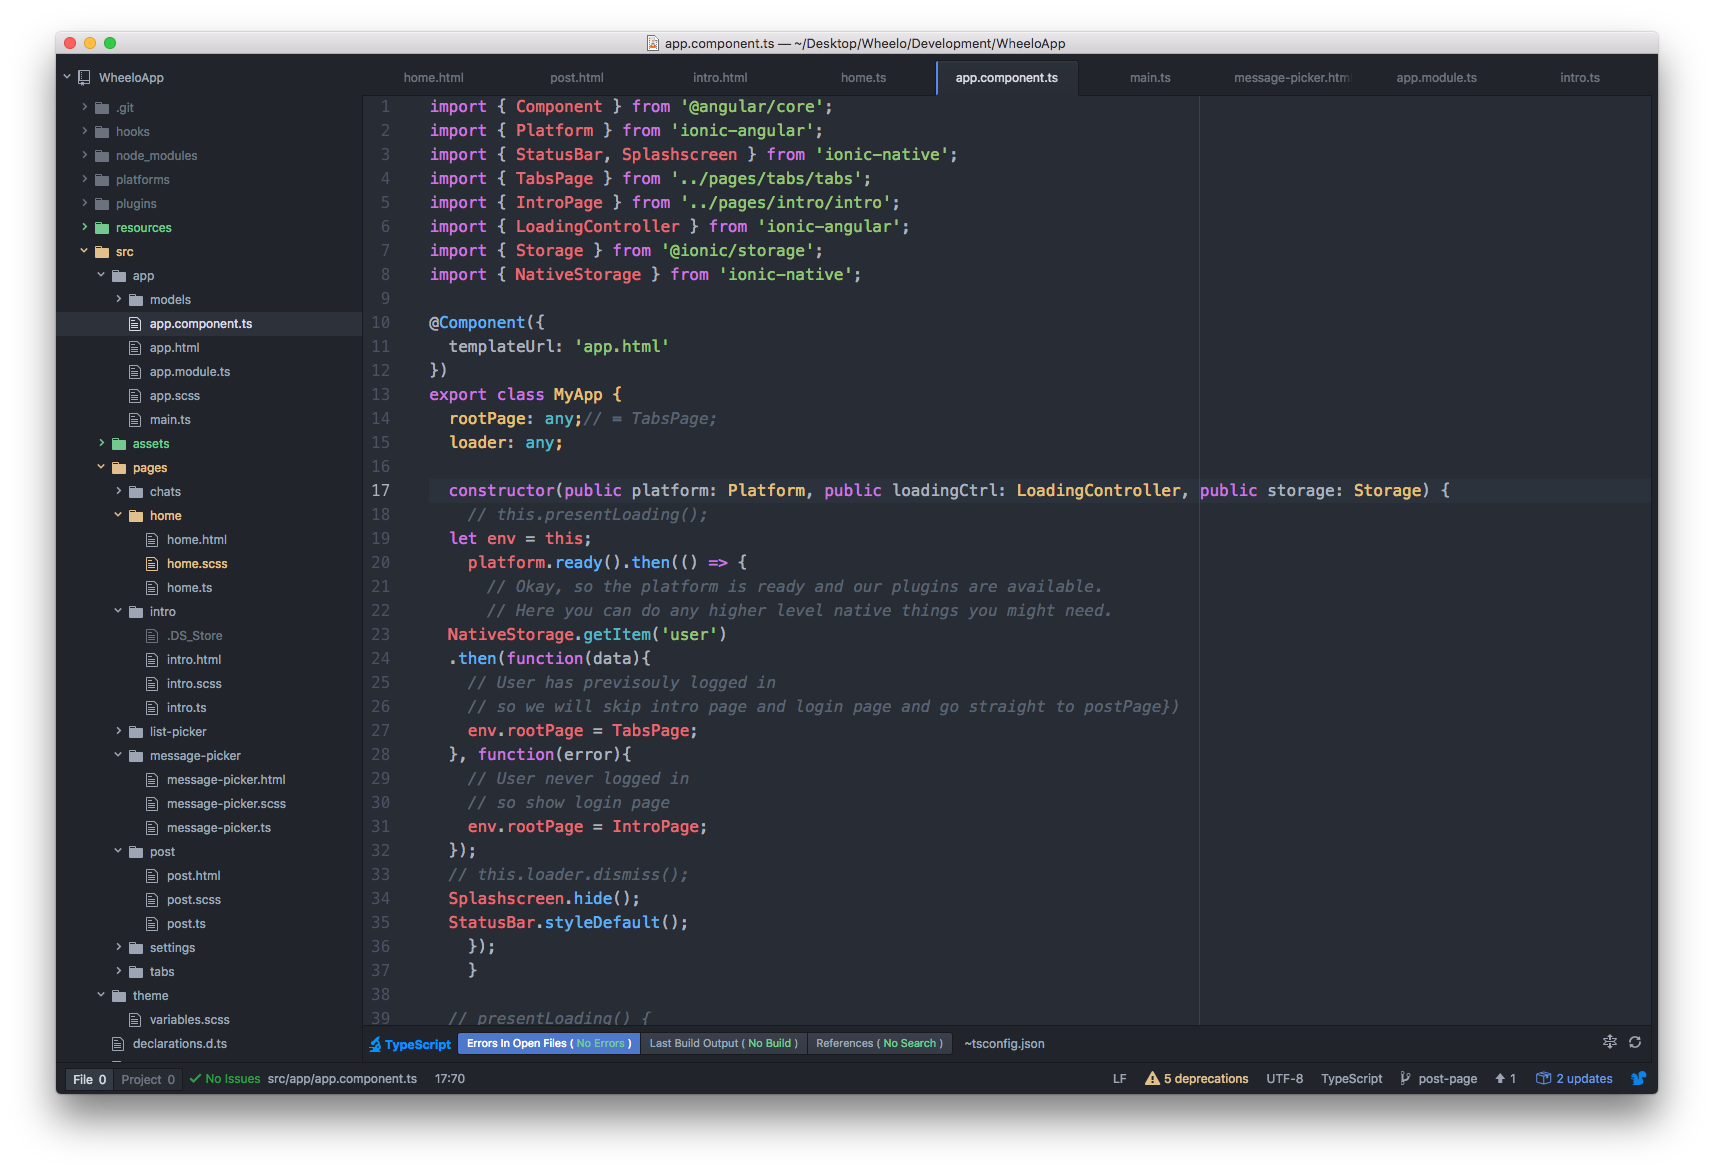 app.component.ts — ~/Desktop/Wheelo/Development/WheeloApp
WheeloApp
.git
hooks
node_modules
platforms
plugins
resources
src
app
models
app.component.ts
app.html
app.module.ts
app.scss
main.ts
assets
pages
chats
home
home.html
home.scss
home.ts
intro
.DS_Store
intro.html
intro.scss
intro.ts
list-picker
message-picker
message-picker.html
message-picker.scss
message-picker.ts
post
post.html
post.scss
post.ts
settings
tabs
theme
variables.scss
declarations.d.ts
home.html post.html intro.html home.ts app.component.ts main.ts message-picker.htm app.module.ts intro.ts
1 import { Component } from '@angular/core';
2 import { Platform } from 'ionic-angular';
3 import { StatusBar, Splashscreen } from 'ionic-native';
4 import { TabsPage } from '../pages/tabs/tabs';
5 import { IntroPage } from '../pages/intro/intro';
6 import { LoadingController } from 'ionic-angular';
7 import { Storage } from '@ionic/storage';
8 import { NativeStorage } from 'ionic-native';
9
10 @Component({
11 templateUrl: 'app.html'
12 })
13 export class MyApp {
14 rootPage: any;// = TabsPage;
15 loader: any;
16
17 constructor(public platform: Platform, public loadingCtrl: LoadingController, public storage: Storage) {
18 // this.presentLoading();
19 let env = this;
20 platform.ready().then(() => {
21 // Okay, so the platform is ready and our plugins are available.
22 // Here you can do any higher level native things you might need.
23 NativeStorage.getItem('user')
24 .then(function(data){
25 // User has previsouly logged in
26 // so we will skip intro page and login page and go straight to postPage})
27 env.rootPage = TabsPage;
28 }, function(error){
29 // User never logged in
30 // so show login page
31 env.rootPage = IntroPage;
32 });
33 // this.loader.dismiss();
34 Splashscreen.hide();
35 StatusBar.styleDefault();
36 });
37 }
38
39 // presentLoading() {
TypeScript Errors In Open Files ( No Errors ) Last Build Output ( No Build ) References ( No Search ) ~tsconfig.json
File 0 Project 0 No Issues src/app/app.component.ts 17:70 LF 5 deprecations UTF-8 TypeScript post-page 1 2 updates